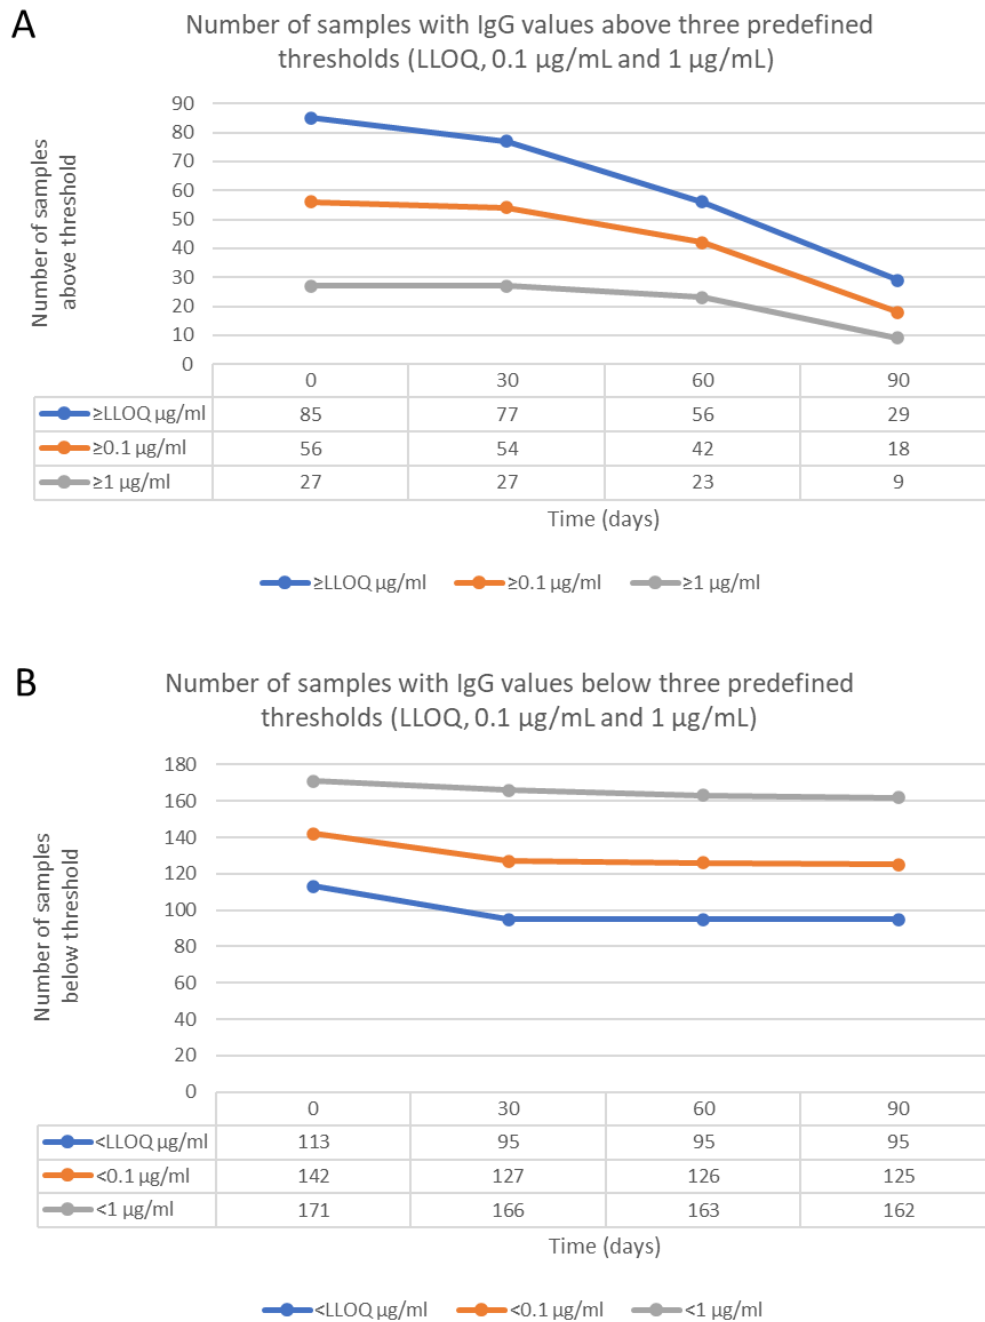 A
Number of samples with IgG values above three predefined
thresholds (LLOQ, 0.1 µg/mL and 1 µg/mL)
Number of samples
above threshold
90
80
70
60
50
40
30
20
10
0
0 30 60 90
≥LLOQ µg/ml 85 77 56 29
≥0.1 µg/ml 56 54 42 18
≥1 µg/ml 27 27 23 9
Time (days)
≥LLOQ µg/ml ≥0.1 µg/ml ≥1 µg/ml
B
Number of samples with IgG values below three predefined
thresholds (LLOQ, 0.1 µg/mL and 1 µg/mL)
Number of samples
below threshold
180
160
140
120
100
80
60
40
20
0
0 30 60 90
<LLOQ µg/ml 113 95 95 95
<0.1 µg/ml 142 127 126 125
<1 µg/ml 171 166 163 162
Time (days)
<LLOQ µg/ml <0.1 µg/ml <1 µg/ml